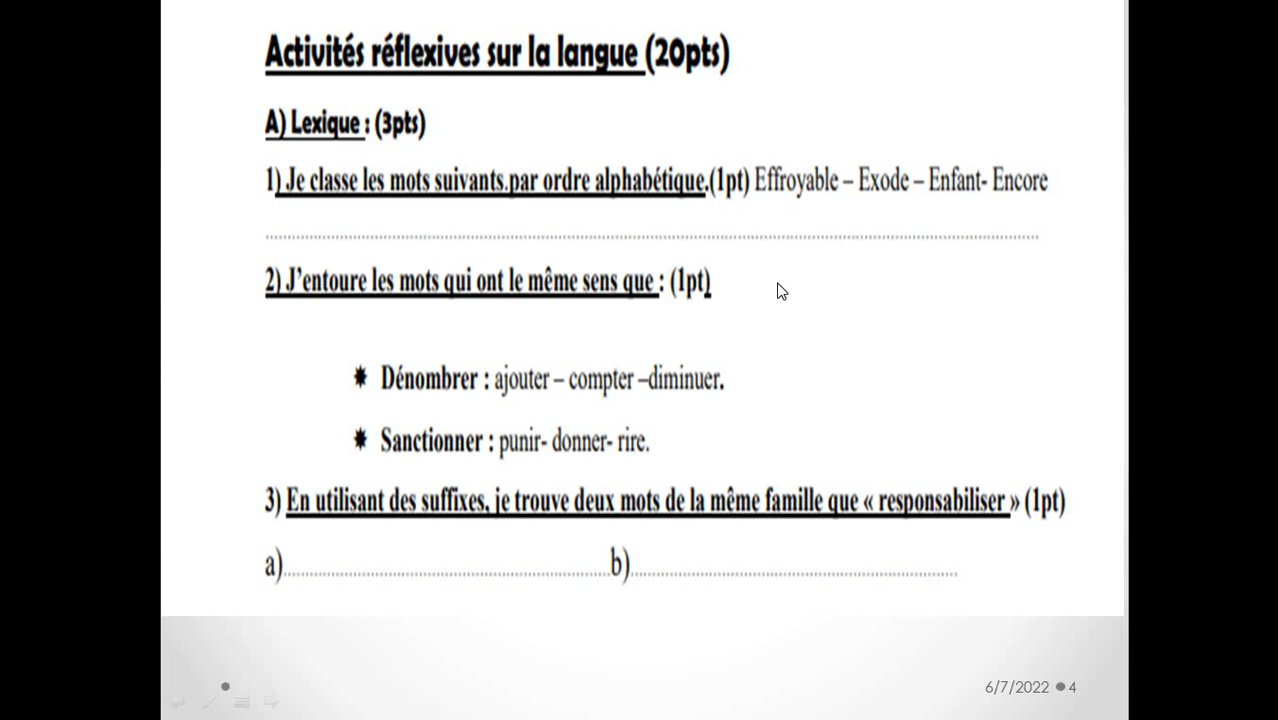 Activités réflexives sur la langue (20pts)
A) Lexique : (3pts)
1) Je classe les mots suivants.par ordre alphabétique.(1pt) Effroyable – Exode – Enfant- Encore
2) J’entoure les mots qui ont le même sens que : (1pt)
Dénombrer : ajouter – compter –diminuer.
Sanctionner : punir- donner- rire.
3) En utilisant des suffixes, je trouve deux mots de la même famille que « responsabiliser » (1pt)
a)..........................................b)..........................................
6/7/2022 ● 4